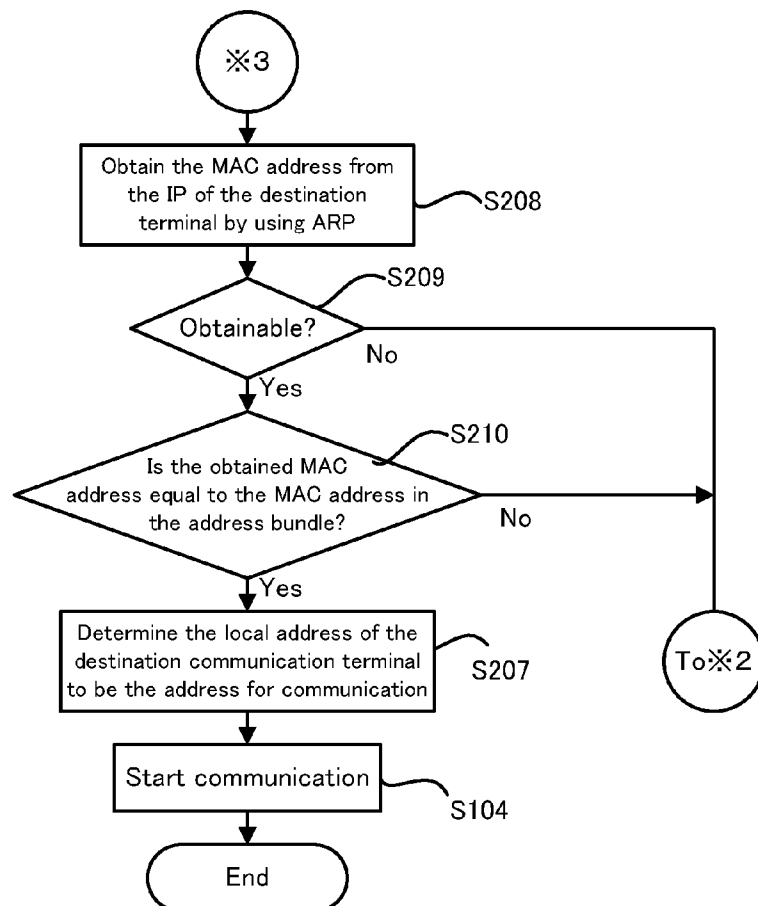 ※3
Obtain the MAC address from
the IP of the destination
terminal by using ARP
S208
S209
Obtainable?
No
Yes
S210
Is the obtained MAC
address equal to the MAC address in
the address bundle?
No
Yes
Determine the local address of the
destination communication terminal
to be the address for communication
S207
To※2
Start communication
S104
End